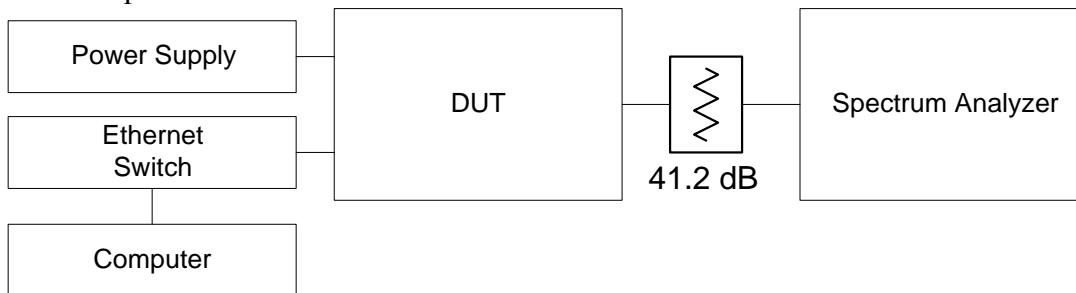 Power Supply
DUT
Spectrum Analyzer
Ethernet
Switch
41.2 dB
Computer